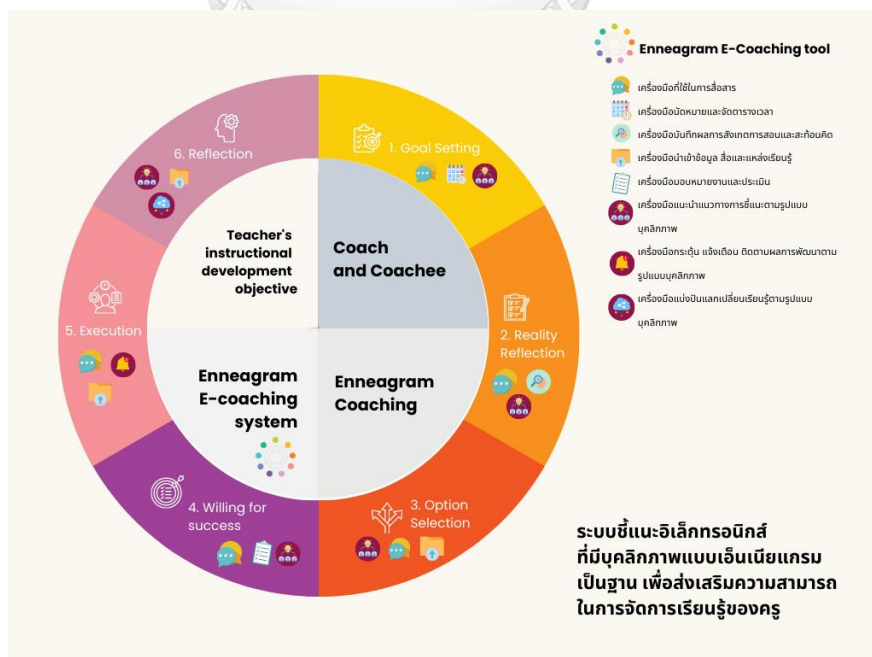 Enneagram E-Coaching tool
เครื่องมือที่ใช้ในการสื่อสาร
เครื่องมือนัดหมายและจัดตารางเวลา
เครื่องมือบันทึกผลการสังเกตการสอนและสะท้อนคิด
เครื่องมือนำเข้าข้อมูล สื่อและแหล่งเรียนรู้
เครื่องมือมอบหมายงานและประเมิน
เครื่องมือแนะนำแนวทางการชี้แนะตามรูปแบบ
บุคลิกภาพ
เครื่องมือกระตุ้น แจ้งเตือน ติดตามผลการพัฒนาตาม
รูปแบบบุคลิกภาพ
เครื่องมือแบ่งปันแลกเปลี่ยนเรียนรู้ตามรูปแบบ
บุคลิกภาพ
1. Goal Setting
2. Reality
Reflection
3. Option
Selection
4. Willing for
success
5. Execution
6. Reflection
Teacher's
instructional
development
objective
Coach
and Coachee
Enneagram
E-coaching
system
Enneagram
Coaching
ระบบชี้แนะอิเล็กทรอนิกส์
ที่มีบุคลิกภาพแบบเอ็นเนียแกรม
เป็นฐาน เพื่อส่งเสริมความสามารถ
ในการจัดการเรียนรู้ของครู